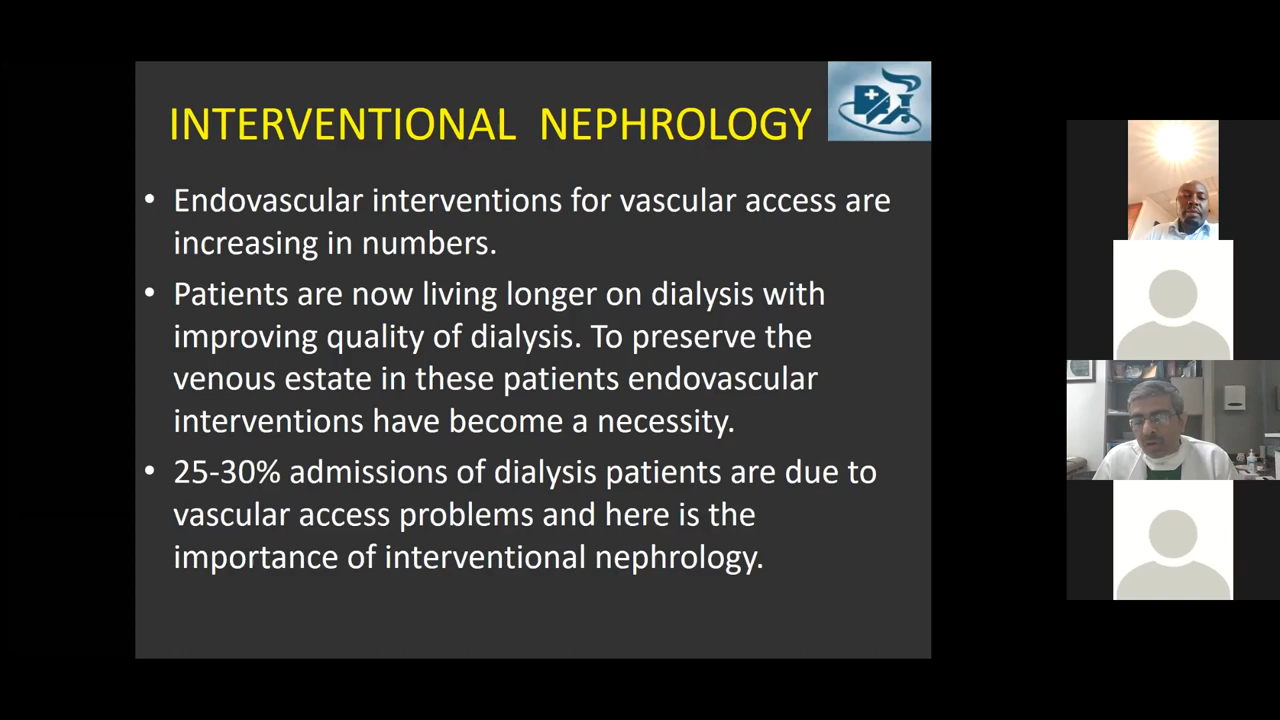 INTERVENTIONAL NEPHROLOGY
• Endovascular interventions for vascular access are
increasing in numbers.
• Patients are now living longer on dialysis with
improving quality of dialysis. To preserve the
venous estate in these patients endovascular
interventions have become a necessity.
• 25-30% admissions of dialysis patients are due to
vascular access problems and here is the
importance of interventional nephrology.